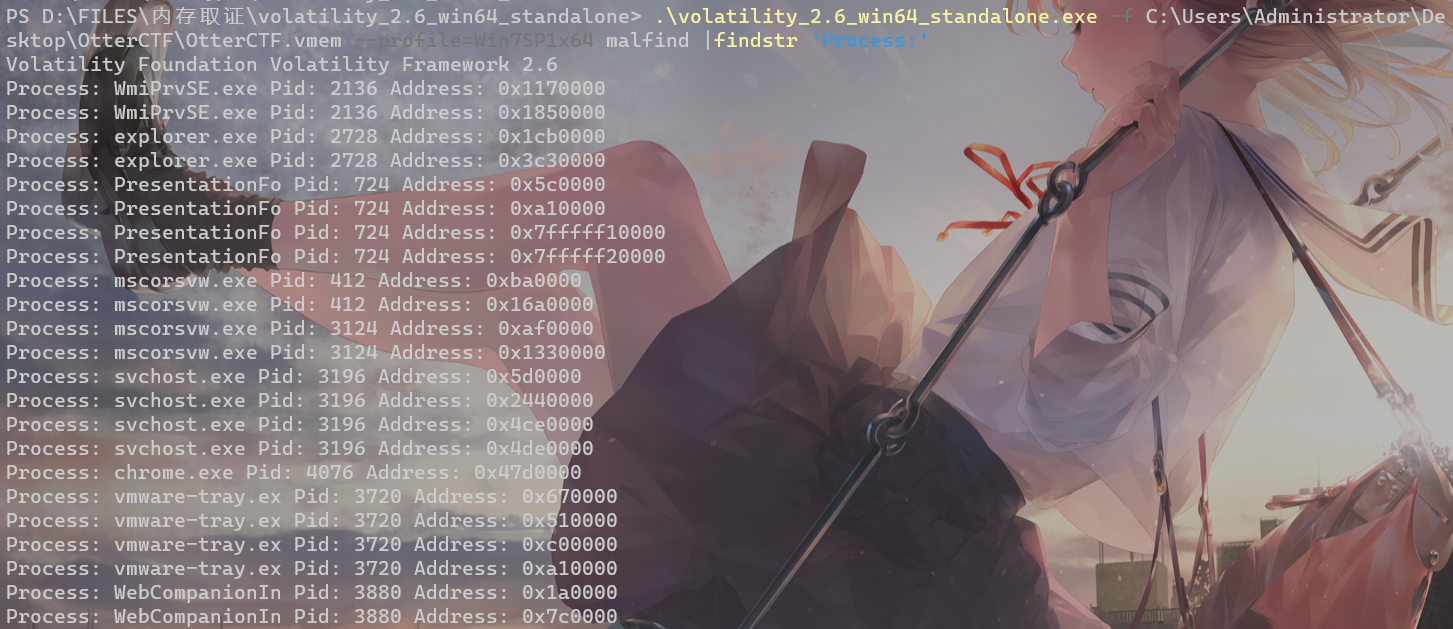 PS D:\FILES\内存取证\volatility_2.6_win64_standalone> .\volatility_2.6_win64_standalone.exe -f C:\Users\Administrator\De
sktop\OtterCTF\OtterCTF.vmem --profile=Win7SP1x64 malfind |findstr 'Process:'
Volatility Foundation Volatility Framework 2.6
Process: WmiPrvSE.exe Pid: 2136 Address: 0x1170000
Process: WmiPrvSE.exe Pid: 2136 Address: 0x1850000
Process: explorer.exe Pid: 2728 Address: 0x1cb0000
Process: explorer.exe Pid: 2728 Address: 0x3c30000
Process: PresentationFo Pid: 724 Address: 0x5c0000
Process: PresentationFo Pid: 724 Address: 0xa10000
Process: PresentationFo Pid: 724 Address: 0x7fffff10000
Process: PresentationFo Pid: 724 Address: 0x7fffff20000
Process: mscorsvw.exe Pid: 412 Address: 0xba0000
Process: mscorsvw.exe Pid: 412 Address: 0x16a0000
Process: mscorsvw.exe Pid: 3124 Address: 0xaf0000
Process: mscorsvw.exe Pid: 3124 Address: 0x1330000
Process: svchost.exe Pid: 3196 Address: 0x5d0000
Process: svchost.exe Pid: 3196 Address: 0x2440000
Process: svchost.exe Pid: 3196 Address: 0x4ce0000
Process: svchost.exe Pid: 3196 Address: 0x4de0000
Process: chrome.exe Pid: 4076 Address: 0x47d0000
Process: vmware-tray.ex Pid: 3720 Address: 0x670000
Process: vmware-tray.ex Pid: 3720 Address: 0x510000
Process: vmware-tray.ex Pid: 3720 Address: 0xc00000
Process: vmware-tray.ex Pid: 3720 Address: 0xa10000
Process: WebCompanionIn Pid: 3880 Address: 0x1a0000
Process: WebCompanionIn Pid: 3880 Address: 0x7c0000